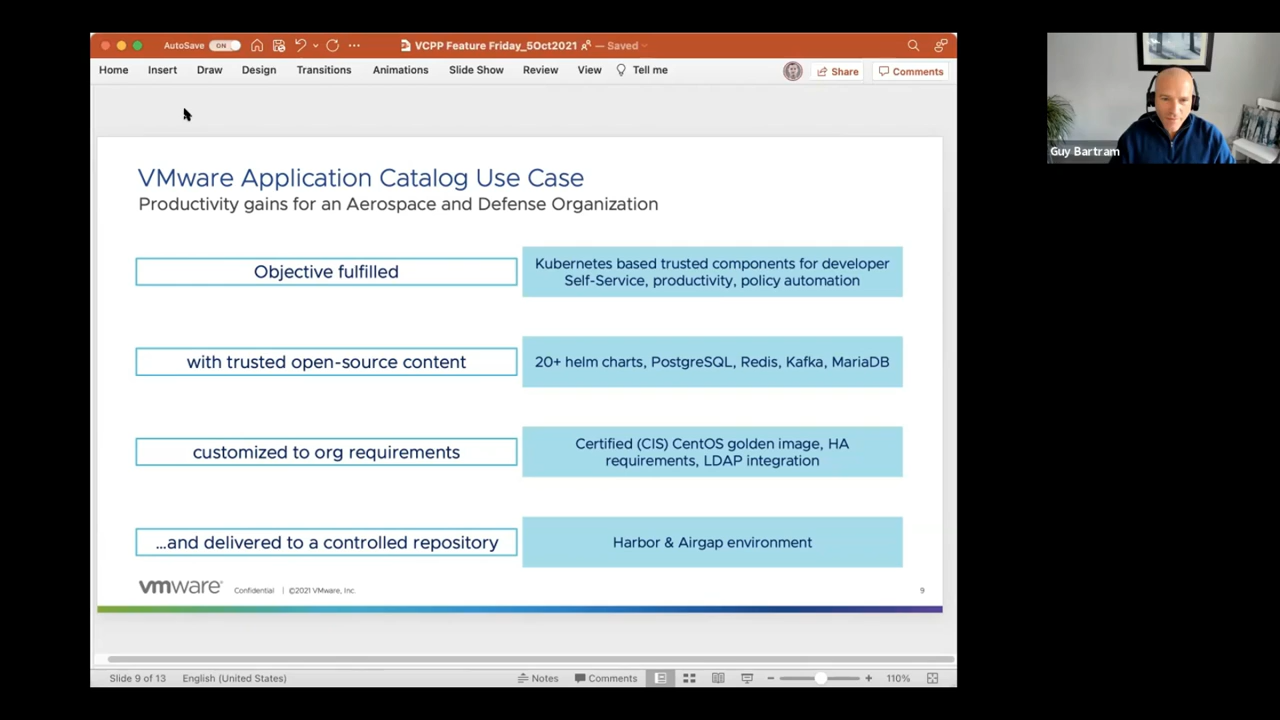 AutoSave ON
VCPP Feature Friday_5Oct2021 — Saved
Home Insert Draw Design Transitions Animations Slide Show Review View Tell me Share Comments
Guy Bartram
VMware Application Catalog Use Case
Productivity gains for an Aerospace and Defense Organization
Objective fulfilled
Kubernetes based trusted components for developer
Self-Service, productivity, policy automation
with trusted open-source content
20+ helm charts, PostgreSQL, Redis, Kafka, MariaDB
customized to org requirements
Certified (CIS) CentOS golden image, HA
requirements, LDAP integration
...and delivered to a controlled repository
Harbor & Airgap environment
vmware® Confidential | ©2021 VMware, Inc. 9
Slide 9 of 13 English (United States) Notes Comments 110%